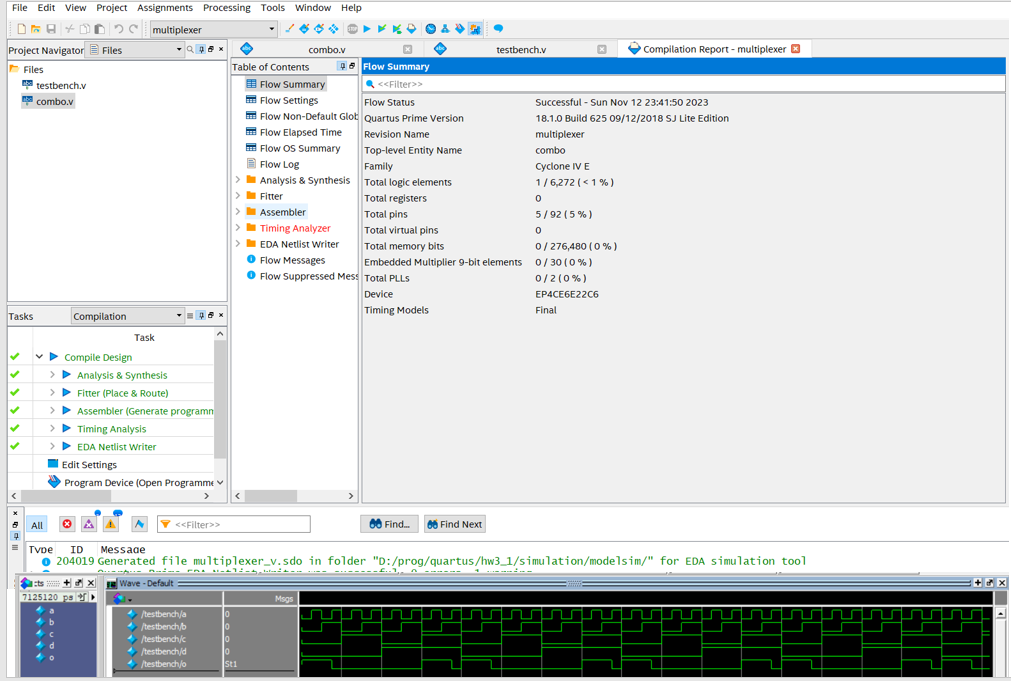 File Edit View Project Assignments Processing Tools Window Help
multiplexer
Project Navigator Files
combo.v testbench.v Compilation Report - multiplexer
Files
testbench.v
combo.v
Table of Contents
Flow Summary
Flow Settings
Flow Non-Default Glob
Flow Elapsed Time
Flow OS Summary
Flow Log
Analysis & Synthesis
Fitter
Assembler
Timing Analyzer
EDA Netlist Writer
Flow Messages
Flow Suppressed Mess
Flow Summary
<<Filter>>
Flow Status Successful - Sun Nov 12 23:41:50 2023
Quartus Prime Version 18.1.0 Build 625 09/12/2018 SJ Lite Edition
Revision Name multiplexer
Top-level Entity Name combo
Family Cyclone IV E
Total logic elements 1 / 6,272 ( < 1 % )
Total registers 0
Total pins 5 / 92 ( 5 % )
Total virtual pins 0
Total memory bits 0 / 276,480 ( 0 % )
Embedded Multiplier 9-bit elements 0 / 30 ( 0 % )
Total PLLs 0 / 2 ( 0 % )
Device EP4CE6E22C6
Timing Models Final
Tasks Compilation
Task
Compile Design
Analysis & Synthesis
Fitter (Place & Route)
Assembler (Generate programm
Timing Analysis
EDA Netlist Writer
Edit Settings
Program Device (Open Programme
All <<Filter>> Find... Find Next
Type ID Message
204019 Generated file multiplexer_v.sdo in folder "D:/prog/quartus/hw3_1/simulation/modelsim/" for EDA simulation tool
:cts Wave - Default
7125120 ps
Msgs
a
b
c
d
o
/testbench/a 0
/testbench/b 0
/testbench/c 0
/testbench/d 0
/testbench/o St1